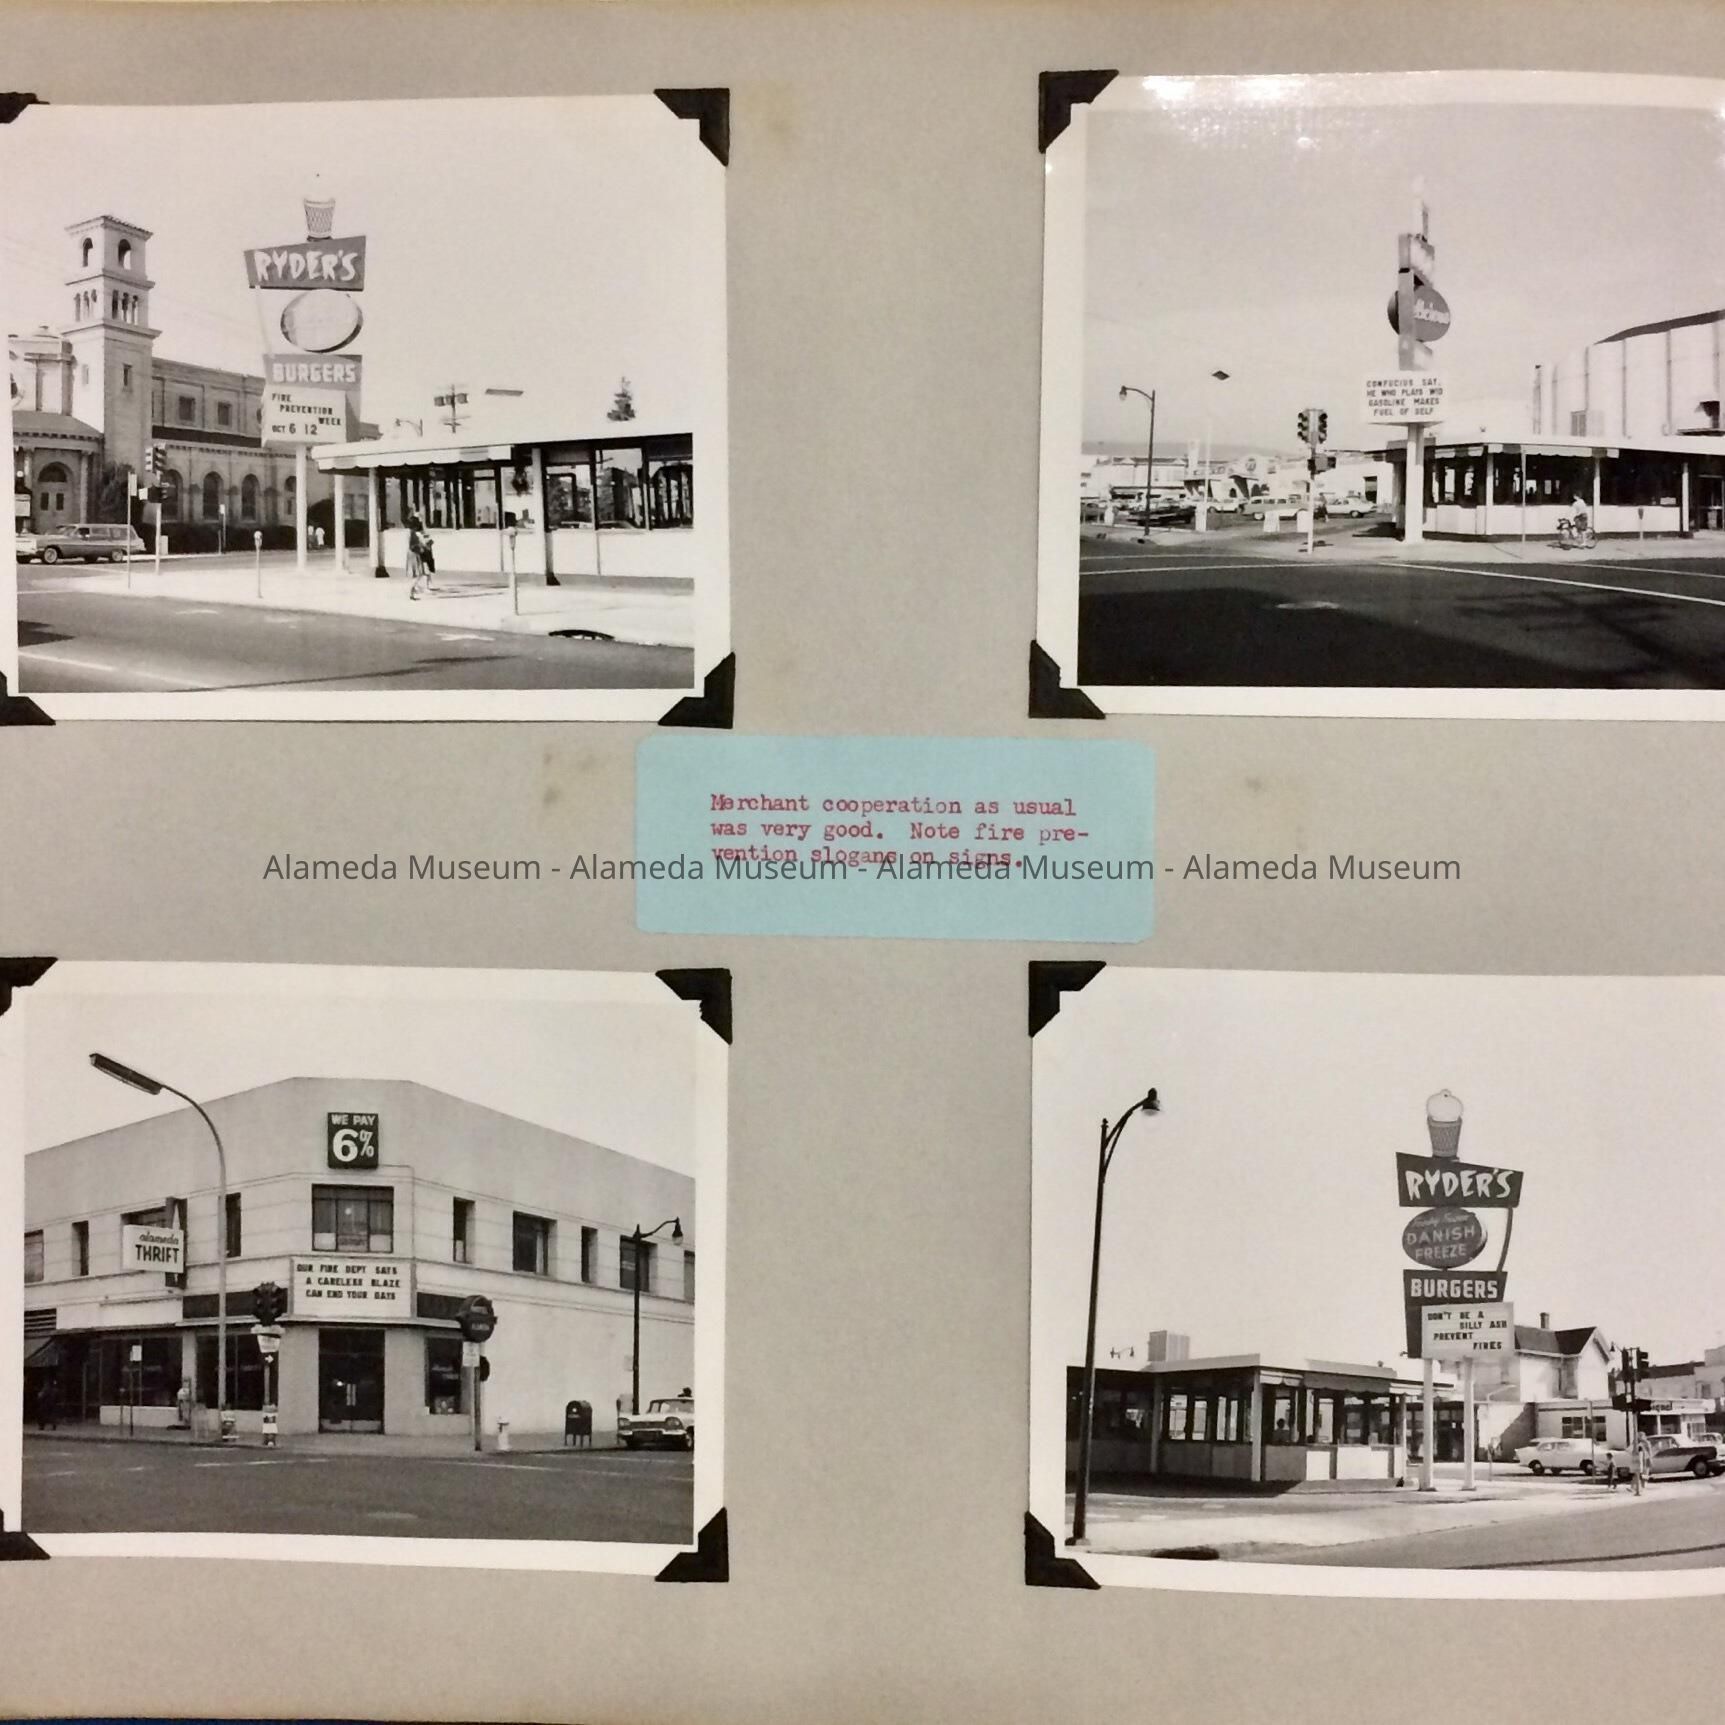 RYDER'S
BURGERS
FIRE
PREVENTION
WEEK
OCT 6 12
Delicious
CONFUCIUS SAY,
HE WHO PLAYS WID
GASOLINE MAKES
FUEL OF SELF
Merchant cooperation as usual
was very good. Note fire pre-
vention slogans on signs.
Alameda Museum - Alameda Museum - Alameda Museum - Alameda Museum
WE PAY
6%
alameda
THRIFT
OUR FIRE DEPT SAYS
A CARELESS BLAZE
CAN END YOUR DAYS
RYDER'S
DANISH
FREEZE
BURGERS
DON'T BE A
SILLY ASH
PREVENT
FIRES